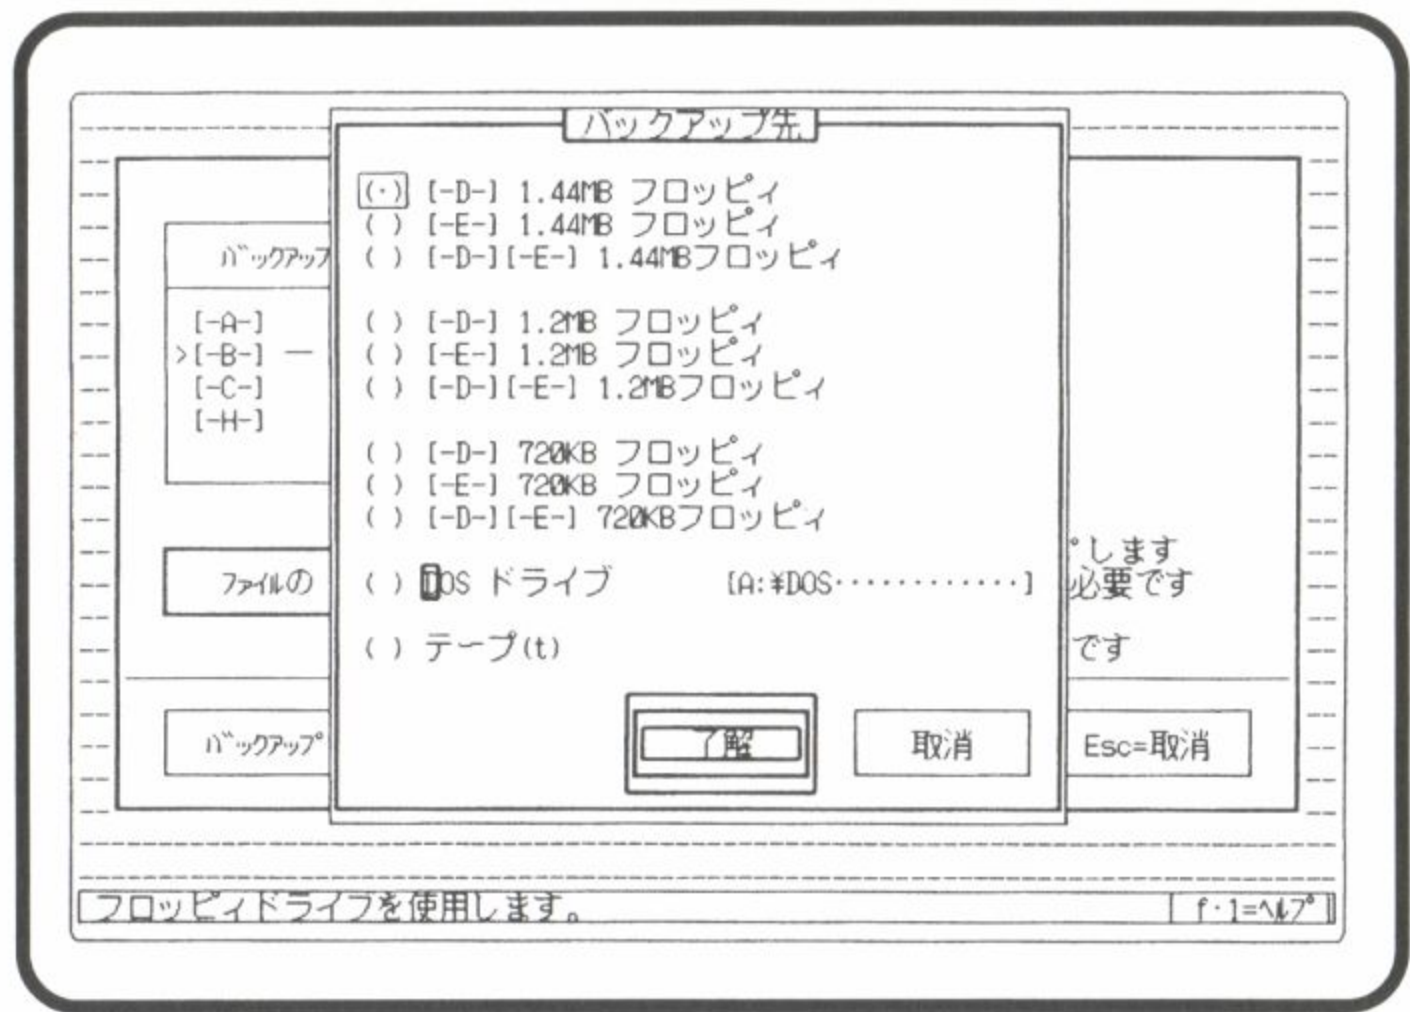 バックアップ先
(·) [-D-] 1.44MB フロッピィ
( ) [-E-] 1.44MB フロッピィ
( ) [-D-][-E-] 1.44MBフロッピィ
( ) [-D-] 1.2MB フロッピィ
( ) [-E-] 1.2MB フロッピィ
( ) [-D-][-E-] 1.2MBフロッピィ
( ) [-D-] 720KB フロッピィ
( ) [-E-] 720KB フロッピィ
( ) [-D-][-E-] 720KBフロッピィ
( ) DOS ドライブ [A:¥DOS·············]
( ) テープ(t)
了解 取消
バックアップ
[-A-]
>[-B-] ―
[-C-]
[-H-]
ファイルの
プします
必要です
です
バックアップ
Esc=取消
フロッピィドライブを使用します。
f·1=ヘルプ